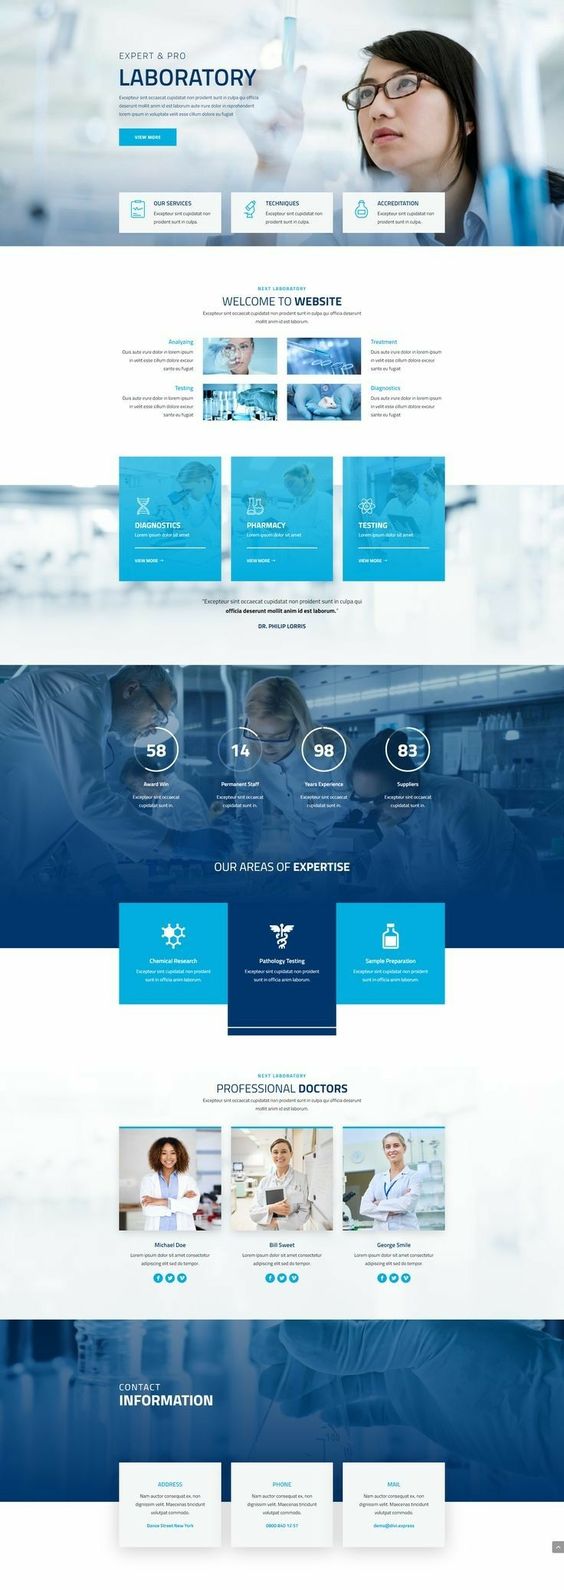 EXPERT & PRO
LABORATORY
Excepteur sint occaecat cupidatat non proident sunt in culpa qui officia
deserunt mollit anim id est laborum aute irure dolor in reprehenderit
lorem ipsum in voluptate velit esse cillum dolore eu fugiat
VIEW MORE
OUR SERVICES
Excepteur sint cupidatat non
proident sunt in culpa.
TECHNIQUES
Excepteur sint cupidatat non
proident sunt in culpa.
ACCREDITATION
Excepteur sint cupidatat non
proident sunt in culpa.
NEXT LABORATORY
WELCOME TO WEBSITE
Excepteur sint occaecat cupidatat non proident sunt in culpa qui officia deserunt
mollit anim id est laborum.
Analyzing
Duis aute irure dolor in lorem ipsum
in velit esse cillum dolore exceur
sante eu fugiat
Treatment
Duis aute irure dolor in lorem ipsum
in velit esse cillum dolore exceur
sante eu fugiat
Testing
Duis aute irure dolor in lorem ipsum
in velit esse cillum dolore exceur
sante eu fugiat
Diagnostics
Duis aute irure dolor in lorem ipsum
in velit esse cillum dolore exceur
sante eu fugiat
DIAGNOSTICS
Lorem ipsum dolor sit amet
VIEW MORE →
PHARMACY
Lorem ipsum dolor sit amet
VIEW MORE →
TESTING
Lorem ipsum dolor sit amet
VIEW MORE →
"Excepteur sint occaecat cupidatat non proident sunt in culpa qui
officia deserunt mollit anim id est laborum."
DR. PHILIP LORRIS
58
Award Win
Excepteur sint occaecat
cupidatat sunt in.
14
Permanent Staff
Excepteur sint occaecat
cupidatat sunt in.
98
Years Experience
Excepteur sint occaecat
cupidatat sunt in.
83
Suppliers
Excepteur sint occaecat
cupidatat sunt in.
OUR AREAS OF EXPERTISE
Chemical Research
Excepteur sint cupidatat non proident
sunt in officia anim laborum.
Pathology Testing
Excepteur sint cupidatat non proident
sunt in officia anim laborum.
Sample Preparation
Excepteur sint cupidatat non proident
sunt in officia anim laborum.
NEXT LABORATORY
PROFESSIONAL DOCTORS
Excepteur sint occaecat cupidatat non proident sunt in culpa qui officia deserunt
mollit anim id est laborum.
Michael Doe
Lorem ipsum dolor sit amet consectetur
adipiscing elit sed do tempor.
Bill Sweet
Lorem ipsum dolor sit amet consectetur
adipiscing elit sed do tempor.
George Smile
Lorem ipsum dolor sit amet consectetur
adipiscing elit sed do tempor.
CONTACT
INFORMATION
100
ADDRESS
Nam auctor consequat ex, non
dignissim velit. Maecenas tincidunt
volutpat commodo.
Dance Street New York
PHONE
Nam auctor consequat ex, non
dignissim velit. Maecenas tincidunt
volutpat commodo.
0800 840 12 51
MAIL
Nam auctor consequat ex, non
dignissim velit. Maecenas tincidunt
volutpat commodo.
demo@divi.express